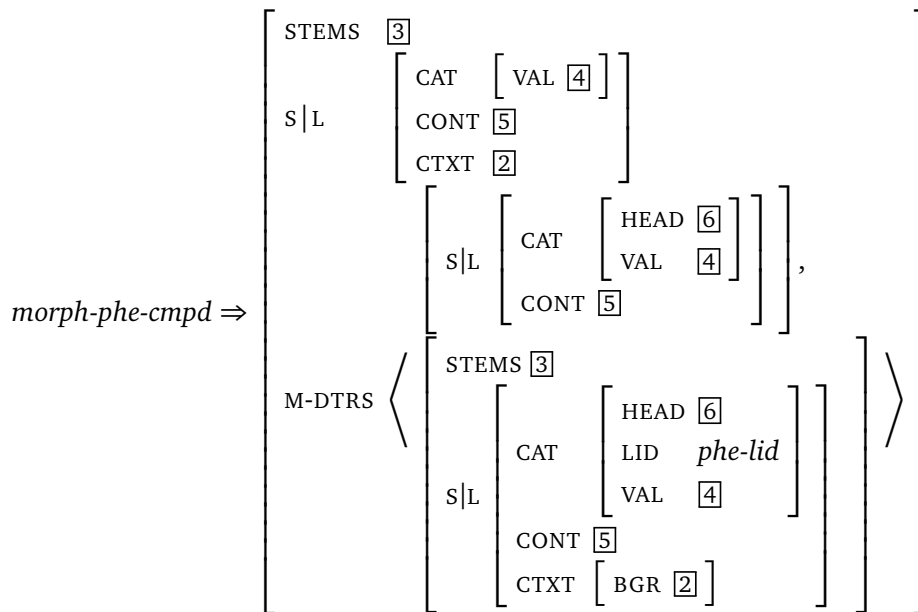 STEMS 3
S|L
CAT [ VAL 4 ]
CONT 5
CTXT 2
morph-phe-cmpd ⇒
M-DTRS
S|L
CAT
HEAD 6
VAL 4
CONT 5
,
STEMS 3
S|L
CAT
HEAD 6
LID phe-lid
VAL 4
CONT 5
CTXT [ BGR 2 ]